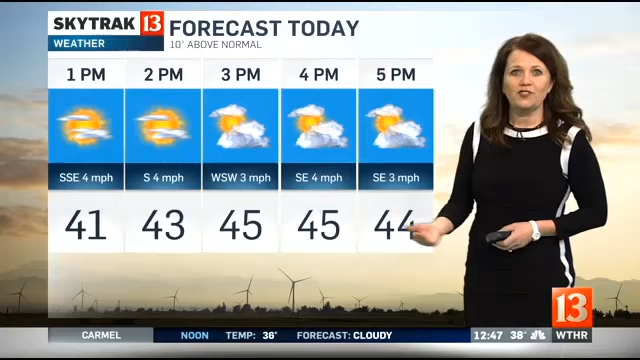 SKYTRAK 13
WEATHER
FORECAST TODAY
10° ABOVE NORMAL
1 PM 2 PM 3 PM 4 PM 5 PM
SSE 4 mph S 4 mph WSW 3 mph SE 4 mph SE 3 mph
41 43 45 45 44
13
CARMEL NOON TEMP: 36° FORECAST: CLOUDY 12:47 38° WTHR